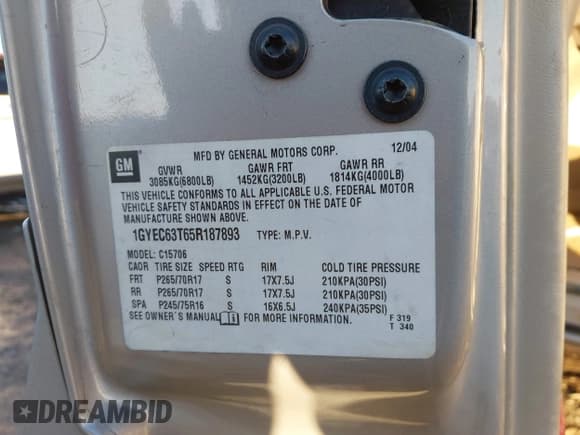 MFD BY GENERAL MOTORS CORP. 12/04
GM
GVWR GAWR FRT GAWR RR
3085KG(6800LB) 1452KG(3200LB) 1814KG(4000LB)
THIS VEHICLE CONFORMS TO ALL APPLICABLE U.S. FEDERAL MOTOR
VEHICLE SAFETY STANDARDS IN EFFECT ON THE DATE OF
MANUFACTURE SHOWN ABOVE.
1GYEC63T65R187893 TYPE: M.P.V.
MODEL: C15706
CAOR TIRE SIZE SPEED RTG RIM COLD TIRE PRESSURE
FRT P265/70R17 S 17X7.5J 210KPA(30PSI)
RR P265/70R17 S 17X7.5J 210KPA(30PSI)
SPA P245/75R16 S 16X6.5J 240KPA(35PSI)
SEE OWNER'S MANUAL FOR MORE INFORMATION. F 319
T 340
DREAMBID